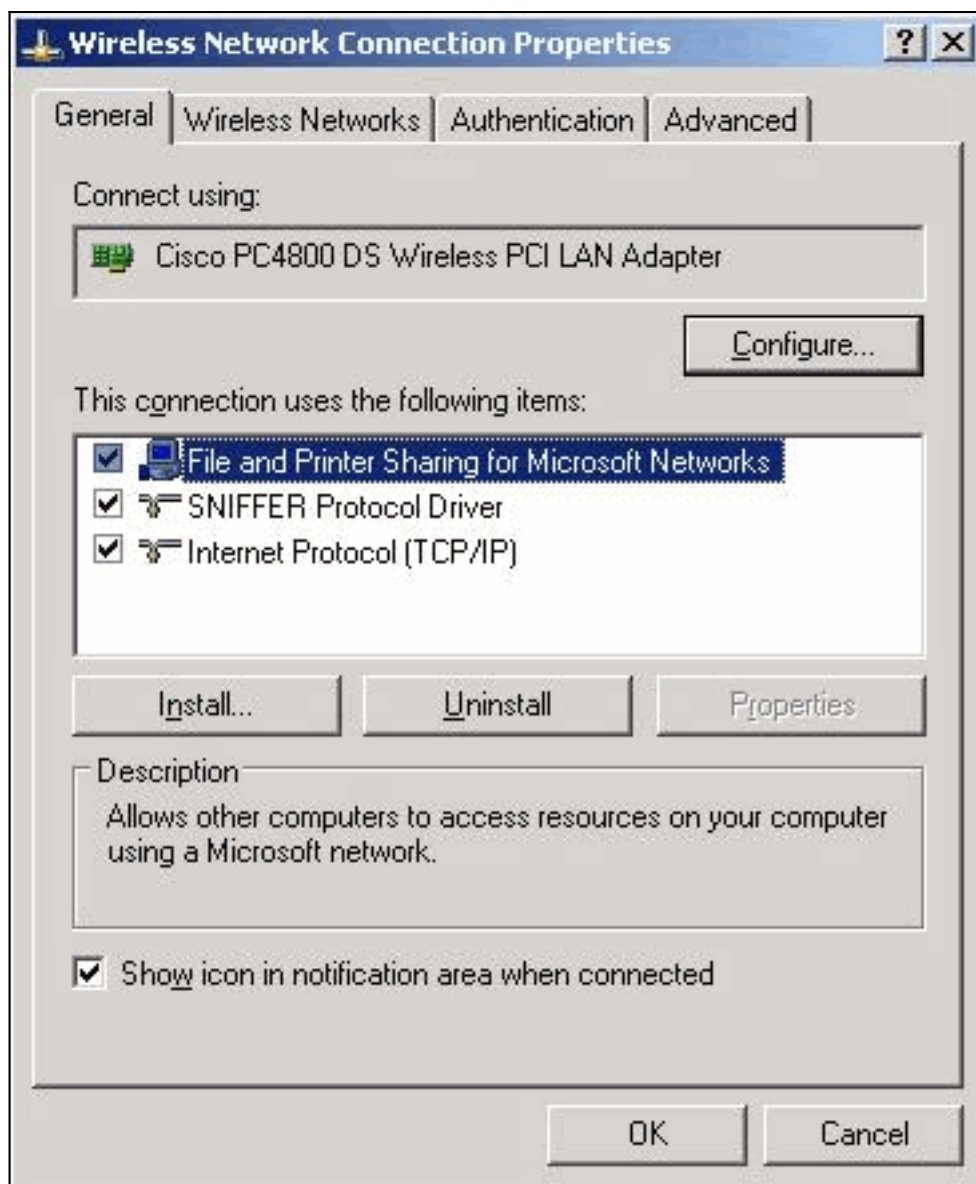 Wireless Network Connection Properties
General Wireless Networks Authentication Advanced
Connect using:
Cisco PC4800 DS Wireless PCI LAN Adapter
Configure...
This connection uses the following items:
File and Printer Sharing for Microsoft Networks
SNIFFER Protocol Driver
Internet Protocol (TCP/IP)
Install... Uninstall Properties
Description
Allows other computers to access resources on your computer
using a Microsoft network.
Show icon in notification area when connected
OK Cancel